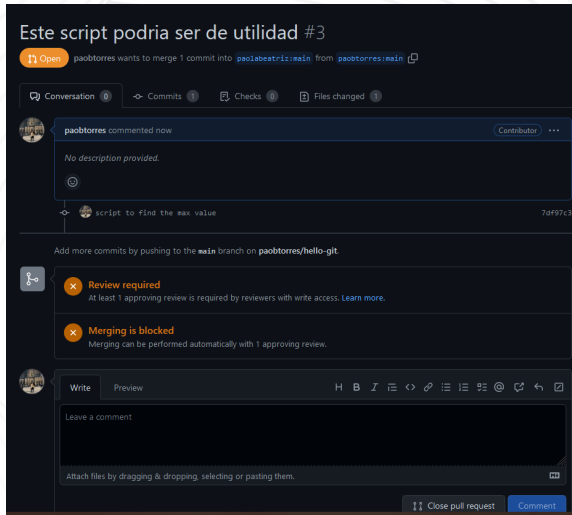 Este script podria ser de utilidad #3
Open paobtorres wants to merge 1 commit into paolabeatriz:main from paobtorres:main
Conversation 0 Commits 1 Checks 0 Files changed 1
paobtorres commented now Contributor
No description provided.
script to find the max value 7df97c3
Add more commits by pushing to the main branch on paobtorres/hello-git.
Review required
At least 1 approving review is required by reviewers with write access. Learn more.
Merging is blocked
Merging can be performed automatically with 1 approving review.
Write Preview
Leave a comment
Attach files by dragging & dropping, selecting or pasting them.
Close pull request Comment